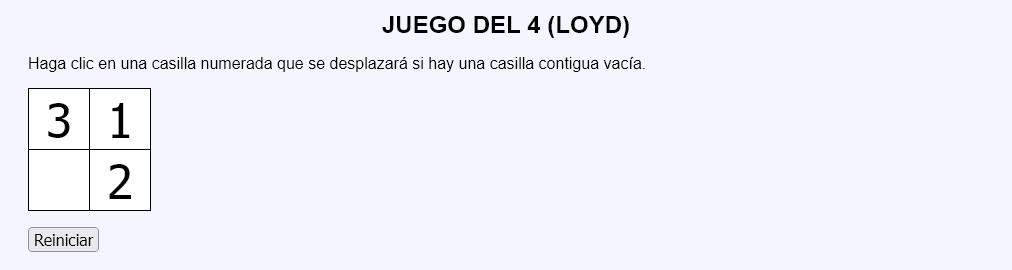 JUEGO DEL 4 (LOYD)
Haga clic en una casilla numerada que se desplazará si hay una casilla contigua vacía.
3 1
2
Reiniciar